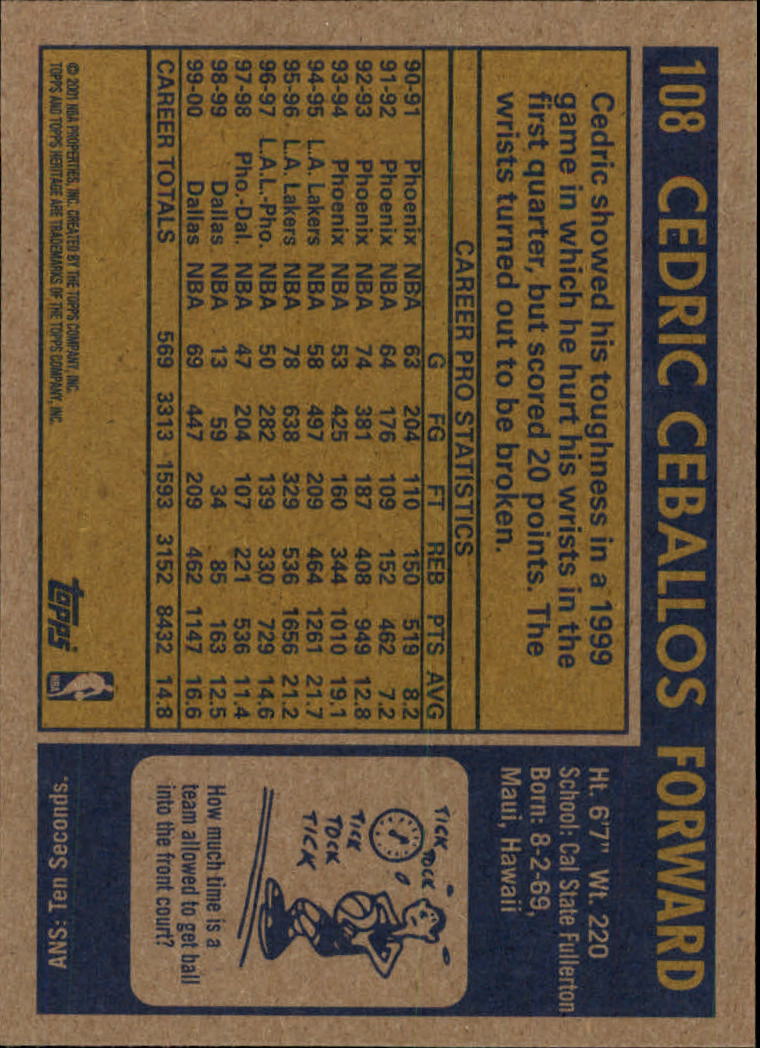 108 CEDRIC CEBALLOS FORWARD
Cedric showed his toughness in a 1999
game in which he hurt his wrists in the
first quarter, but scored 20 points. The
wrists turned out to be broken.
CAREER PRO STATISTICS
G FG FT REB PTS AVG
90-91 Phoenix NBA 63 204 110 150 519 8.2
91-92 Phoenix NBA 64 176 109 152 462 7.2
92-93 Phoenix NBA 74 381 187 408 949 12.8
93-94 Phoenix NBA 53 425 160 344 1010 19.1
94-95 L.A. Lakers NBA 58 497 209 464 1261 21.7
95-96 L.A. Lakers NBA 78 638 329 536 1656 21.2
96-97 L.A.L.-Pho. NBA 50 282 139 330 729 14.6
97-98 Pho.-Dal. NBA 47 204 107 221 536 11.4
98-99 Dallas NBA 13 59 34 85 163 12.5
99-00 Dallas NBA 69 447 209 462 1147 16.6
CAREER TOTALS 569 3313 1593 3152 8432 14.8
© 2001 NBA PROPERTIES, INC. CREATED BY THE TOPPS COMPANY, INC.
TOPPS AND TOPPS HERITAGE ARE TRADEMARKS OF THE TOPPS COMPANY, INC.
topps
NBA
Ht. 6'7" Wt. 220
School: Cal State Fullerton
Born: 8-2-69,
Maui, Hawaii
TICK
TOCK
TICK
TOCK
TICK
How much time is a
team allowed to get ball
into the front court?
ANS: Ten Seconds.